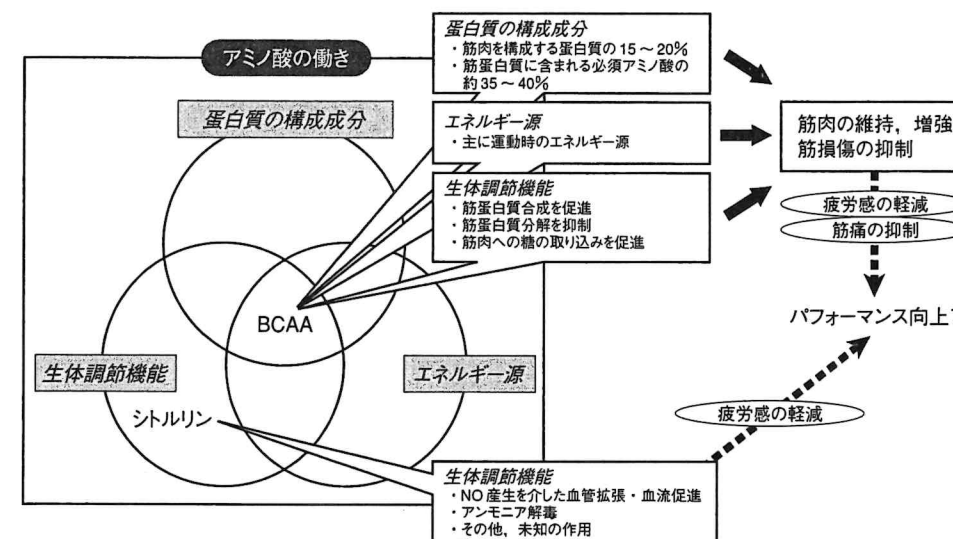 アミノ酸の働き
蛋白質の構成成分
BCAA
生体調節機能
エネルギー源
シトルリン
蛋白質の構成成分
・筋肉を構成する蛋白質の15～20%
・筋蛋白質に含まれる必須アミノ酸の
約35～40%
エネルギー源
・主に運動時のエネルギー源
生体調節機能
・筋蛋白質合成を促進
・筋蛋白質分解を抑制
・筋肉への糖の取り込みを促進
生体調節機能
・NO産生を介した血管拡張・血流促進
・アンモニア解毒
・その他，未知の作用
筋肉の維持，増強
筋損傷の抑制
疲労感の軽減
筋痛の抑制
パフォーマンス向上
疲労感の軽減